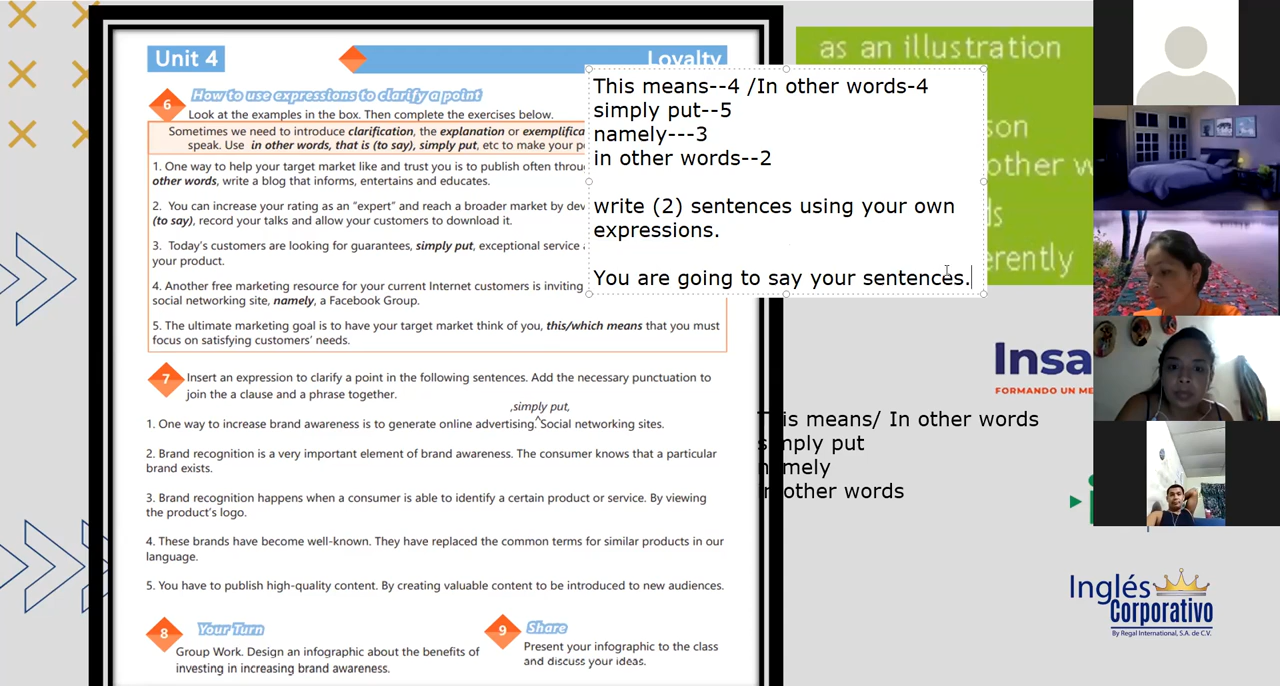 Unit 4
Loyalty
6
How to use expressions to clarify a point
Look at the examples in the box. Then complete the exercises below.
Sometimes we need to introduce clarification, the explanation or
speak. Use in other words, that is (to say), simply put, etc to make your
1. One way to help your target market like and trust you is to publish often
other words, write a blog that informs, entertains and educates.
2. You can increase your rating as an “expert” and reach a broader market by
(to say), record your talks and allow your customers to download it.
3. Today’s customers are looking for guarantees, simply put, exceptional service
your product.
4. Another free marketing resource for your current Internet customers is inviting
social networking site, namely, a Facebook Group.
5. The ultimate marketing goal is to have your target market think of you, this/which means that you must
focus on satisfying customers’ needs.
7
Insert an expression to clarify a point in the following sentences. Add the necessary punctuation to
join the a clause and a phrase together.
,simply put,
1. One way to increase brand awareness is to generate online advertising.^Social networking sites.
2. Brand recognition is a very important element of brand awareness. The consumer knows that a particular
brand exists.
3. Brand recognition happens when a consumer is able to identify a certain product or service. By viewing
the product’s logo.
4. These brands have become well-known. They have replaced the common terms for similar products in our
language.
5. You have to publish high-quality content. By creating valuable content to be introduced to new audiences.
8
Your Turn
Group Work. Design an infographic about the benefits of
investing in increasing brand awareness.
9
Share
Present your infographic to the class
and discuss your ideas.
This means--4 /In other words-4
simply put--5
namely---3
in other words--2
write (2) sentences using your own
expressions.
You are going to say your sentences.
as an illustration
other
This means/ In other words
simply put
namely
in other words
Inglés
Corporativo
By Regal International, S.A. de C.V.